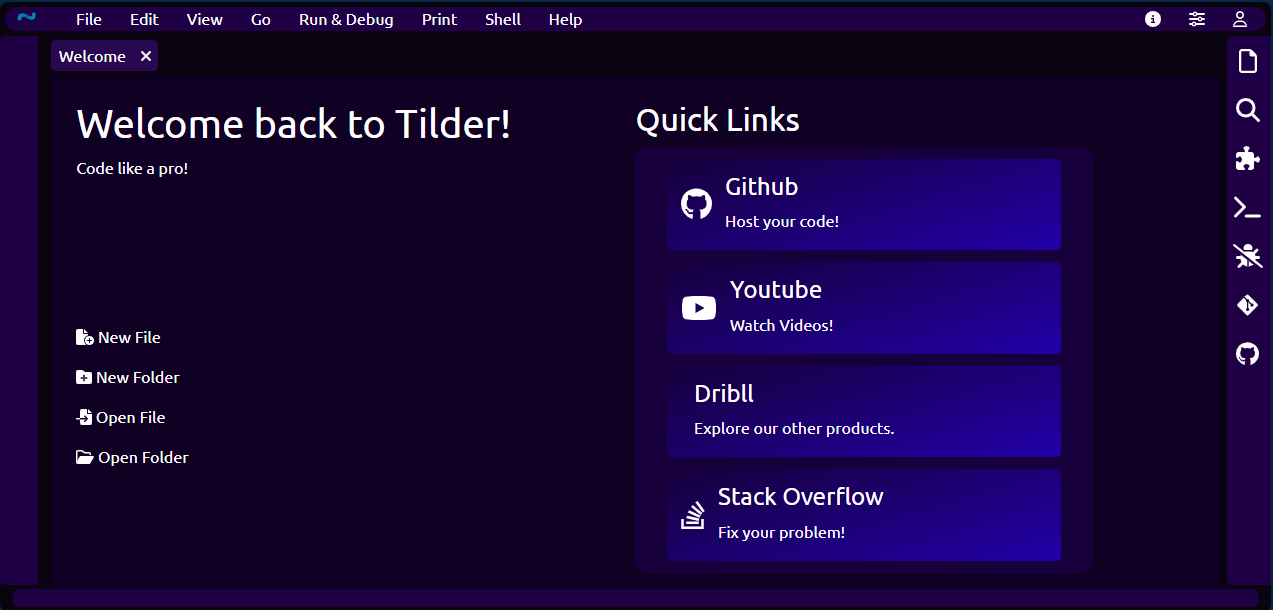 File Edit View Go Run & Debug Print Shell Help
Welcome
Welcome back to Tilder!
Code like a pro!
New File
New Folder
Open File
Open Folder
Quick Links
Github
Host your code!
Youtube
Watch Videos!
Dribll
Explore our other products.
Stack Overflow
Fix your problem!